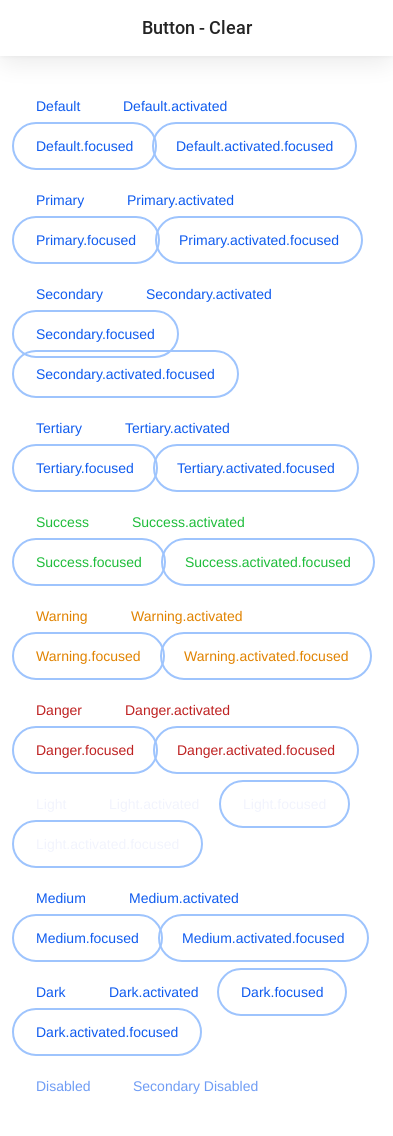 Button - Clear
Default Default.activated
Default.focused Default.activated.focused
Primary Primary.activated
Primary.focused Primary.activated.focused
Secondary Secondary.activated
Secondary.focused
Secondary.activated.focused
Tertiary Tertiary.activated
Tertiary.focused Tertiary.activated.focused
Success Success.activated
Success.focused Success.activated.focused
Warning Warning.activated
Warning.focused Warning.activated.focused
Danger Danger.activated
Danger.focused Danger.activated.focused
Light Light.activated Light.focused
Light.activated.focused
Medium Medium.activated
Medium.focused Medium.activated.focused
Dark Dark.activated Dark.focused
Dark.activated.focused
Disabled Secondary Disabled